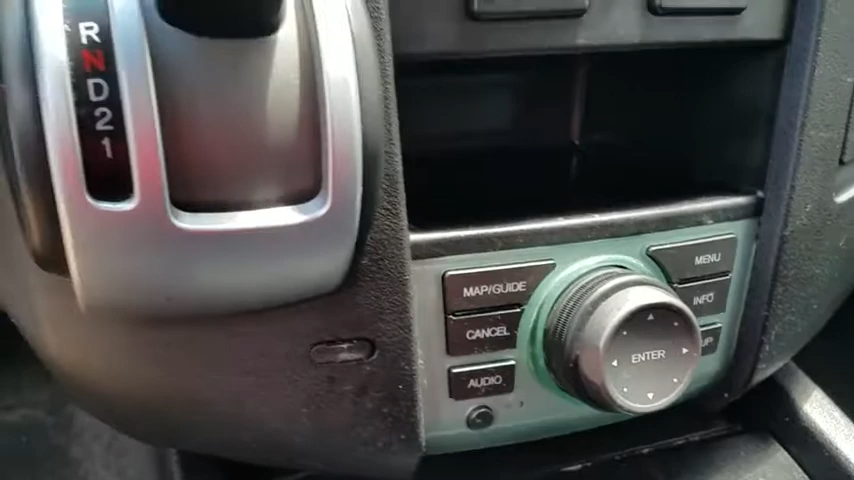 R
N
D
2
1
MAP/GUIDE
CANCEL
AUDIO
ENTER
MENU
INFO